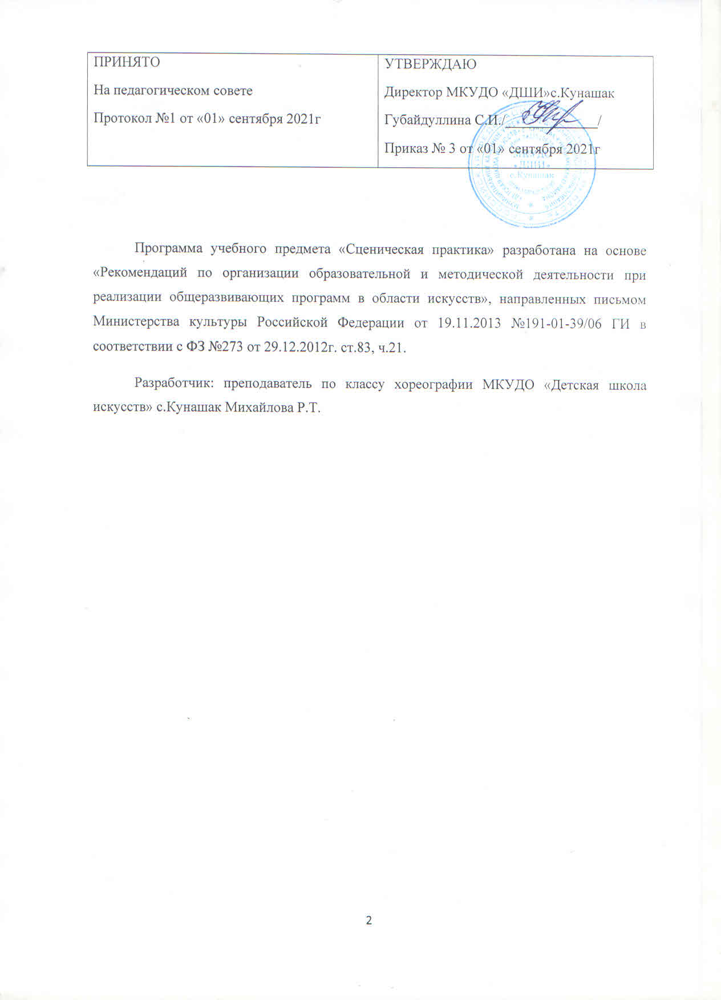 ПРИНЯТО
На педагогическом совете
Протокол №1 от «01» сентября 2021г
УТВЕРЖДАЮ
Директор МКУДО «ДШИ»с.Кунашак
Губайдуллина С.И./ /
Приказ № 3 от «01» сентября 2021г
МКУДО
«ДШИ»
с.Кунашак
Программа учебного предмета «Сценическая практика» разработана на основе
«Рекомендаций по организации образовательной и методической деятельности при
реализации общеразвивающих программ в области искусств», направленных письмом
Министерства культуры Российской Федерации от 19.11.2013 №191-01-39/06 ГИ в
соответствии с ФЗ №273 от 29.12.2012г. ст.83, ч.21.
Разработчик: преподаватель по классу хореографии МКУДО «Детская школа
искусств» с.Кунашак Михайлова Р.Т.
2